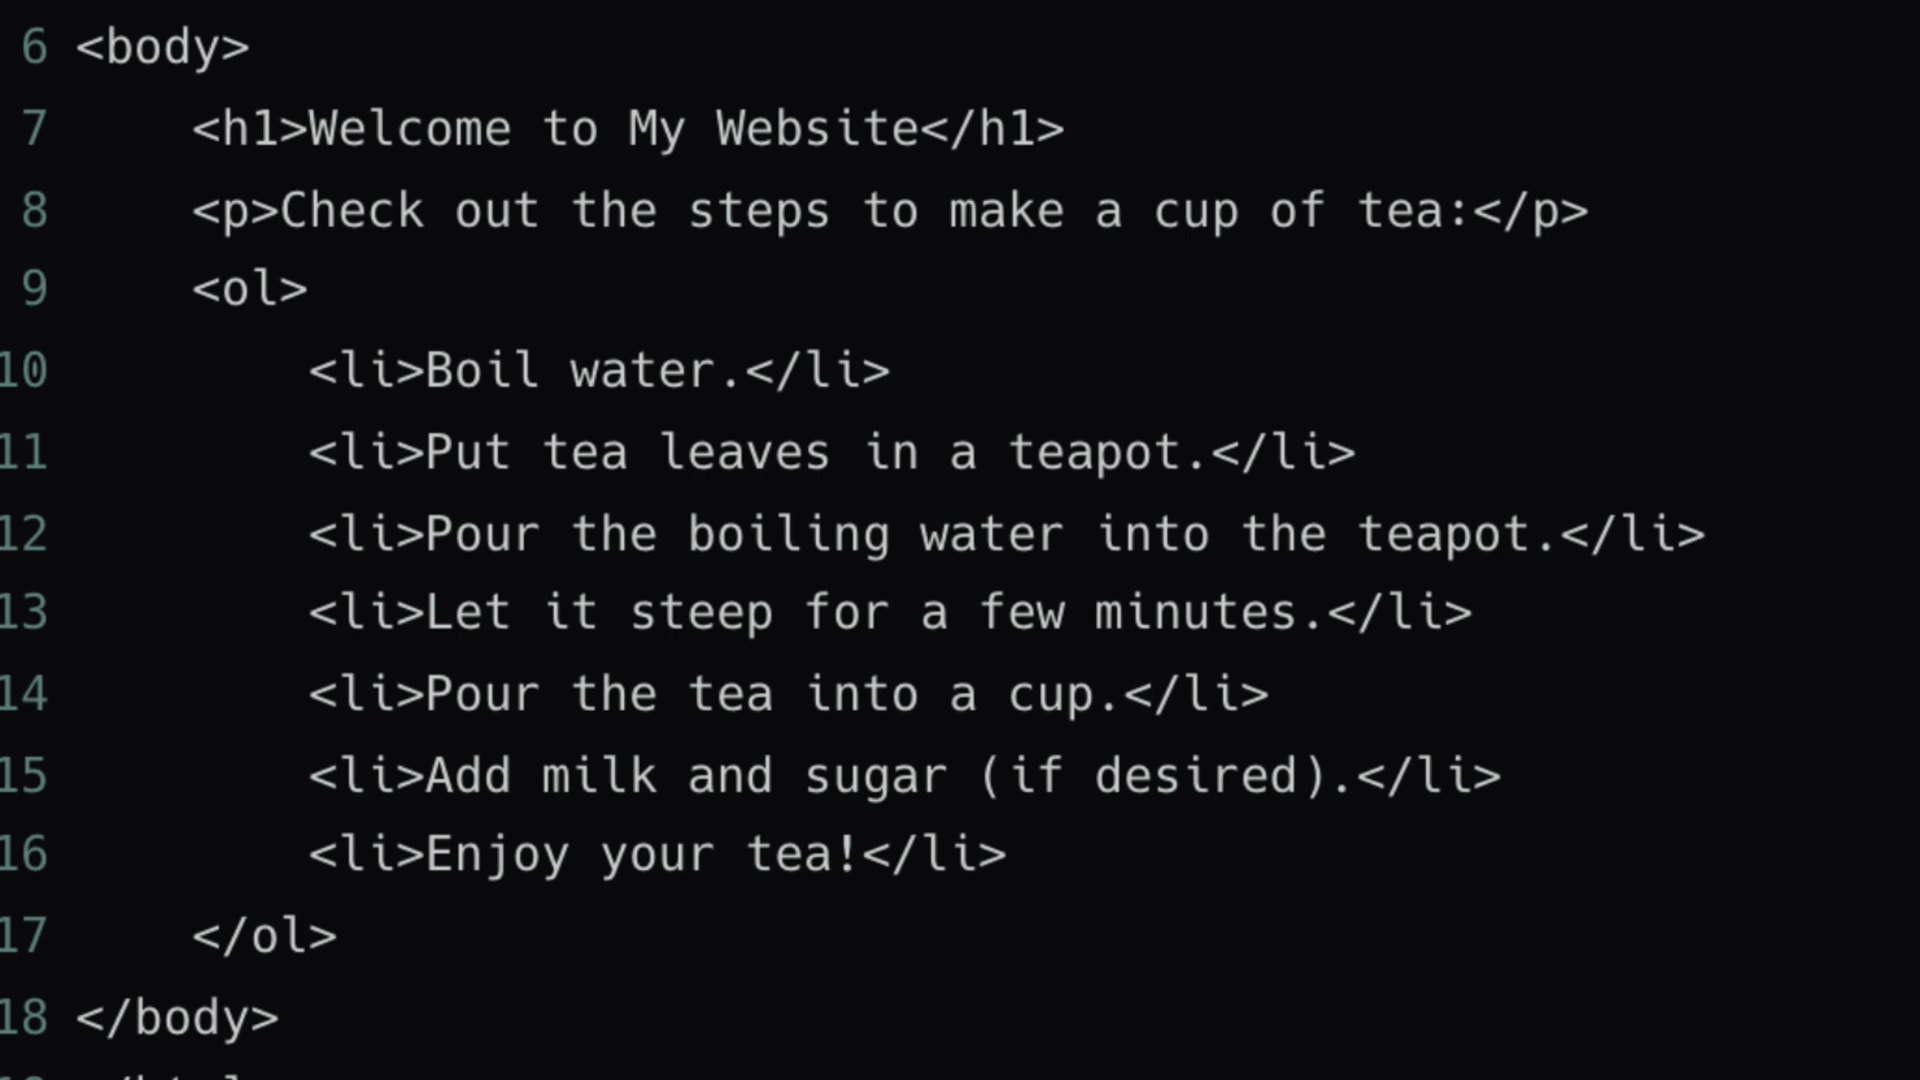 6 <body>
7     <h1>Welcome to My Website</h1>
8     <p>Check out the steps to make a cup of tea:</p>
9     <ol>
10         <li>Boil water.</li>
11         <li>Put tea leaves in a teapot.</li>
12         <li>Pour the boiling water into the teapot.</li>
13         <li>Let it steep for a few minutes.</li>
14         <li>Pour the tea into a cup.</li>
15         <li>Add milk and sugar (if desired).</li>
16         <li>Enjoy your tea!</li>
17     </ol>
18 </body>